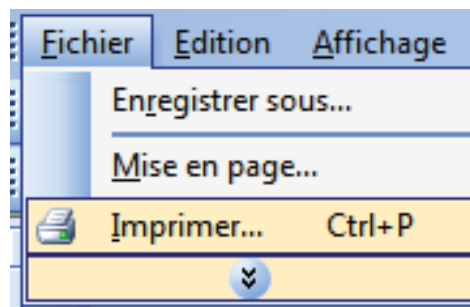 Fichier Edition Affichage
Enregistrer sous...
Mise en page...
Imprimer... Ctrl+P